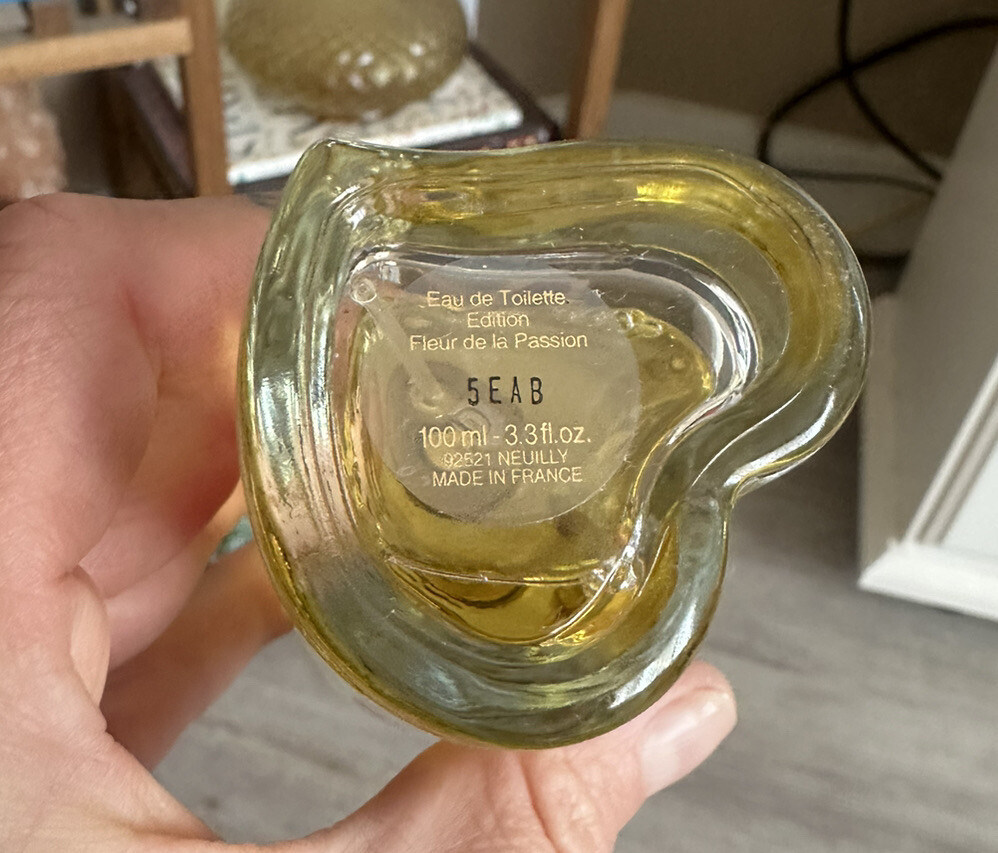 Eau de Toilette
Edition
Fleur de la Passion
5EAB
100 ml - 3.3 fl.oz.
92521 NEUILLY
MADE IN FRANCE